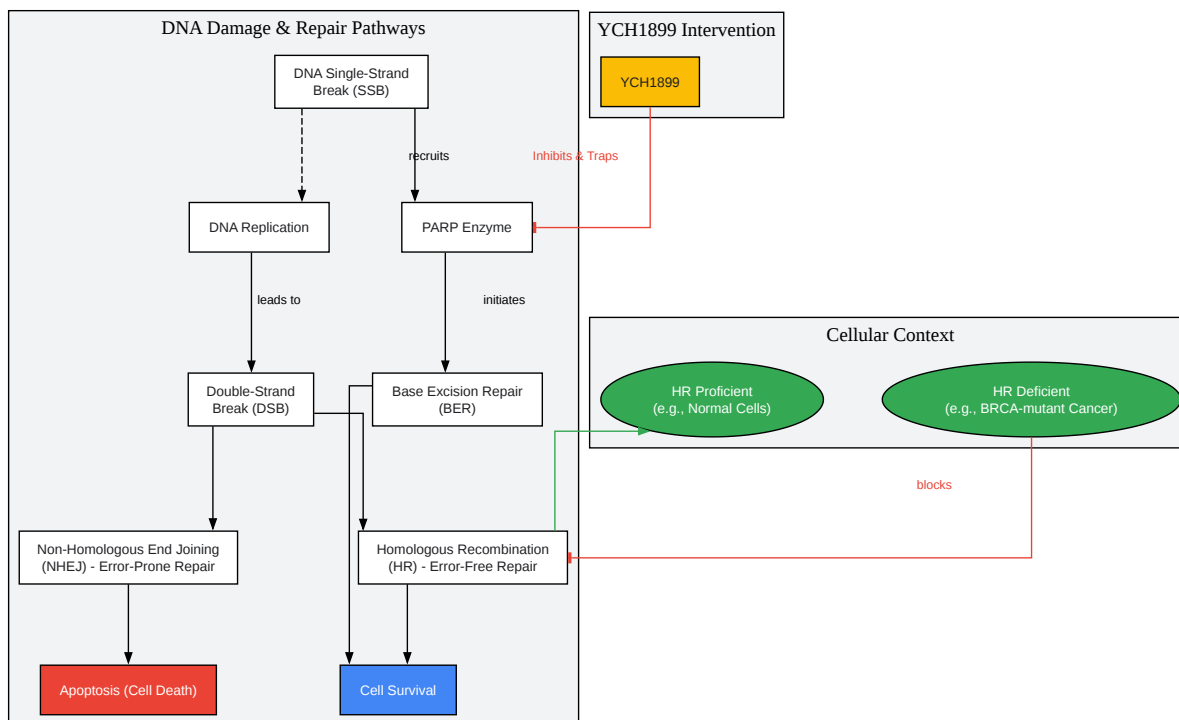 DNA Damage & Repair Pathways
YCH1899 Intervention
DNA Single-Strand
Break (SSB)
YCH1899
recruits
Inhibits & Traps
DNA Replication
PARP Enzyme
leads to
initiates
Cellular Context
Double-Strand
Break (DSB)
Base Excision Repair
(BER)
HR Proficient
(e.g., Normal Cells)
HR Deficient
(e.g., BRCA-mutant Cancer)
blocks
Non-Homologous End Joining
(NHEJ) - Error-Prone Repair
Homologous Recombination
(HR) - Error-Free Repair
Apoptosis (Cell Death)
Cell Survival